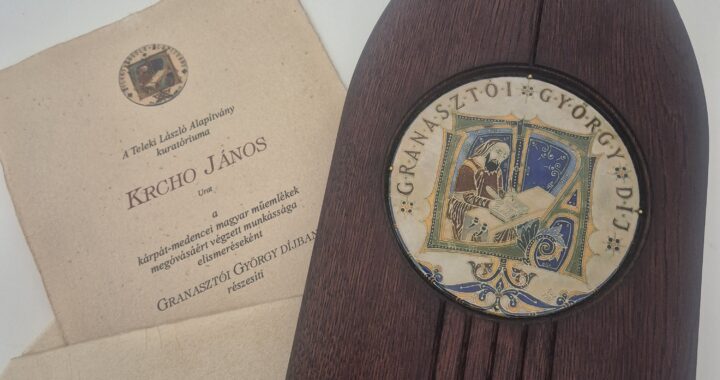 A Teleki László Alapítvány
kuratóriuma
KRCHO JÁNOS
Urat
a
kárpát-medencei magyar műemlékek
megóvásáért végzett munkássága
elismeréseként
GRANASZTÓI GYÖRGY DÍJBAN
részesíti
GRANASZTÓI GYÖRGY DÍJ